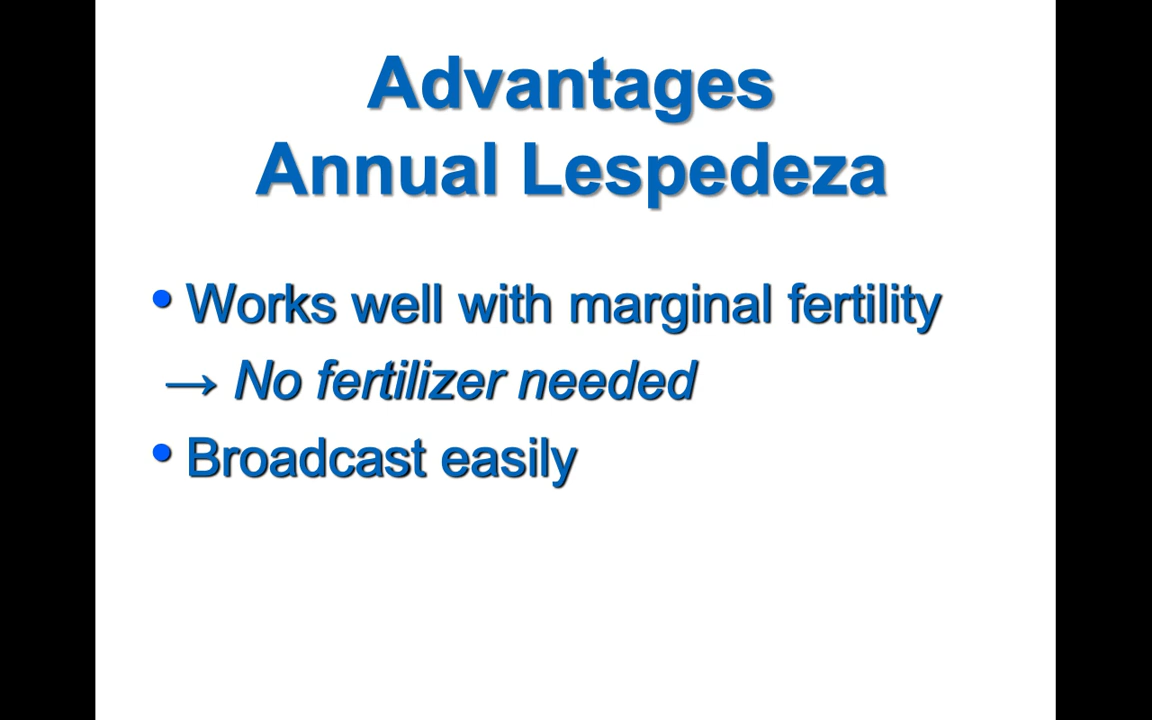 Advantages
Annual Lespedeza
• Works well with marginal fertility
→ No fertilizer needed
• Broadcast easily